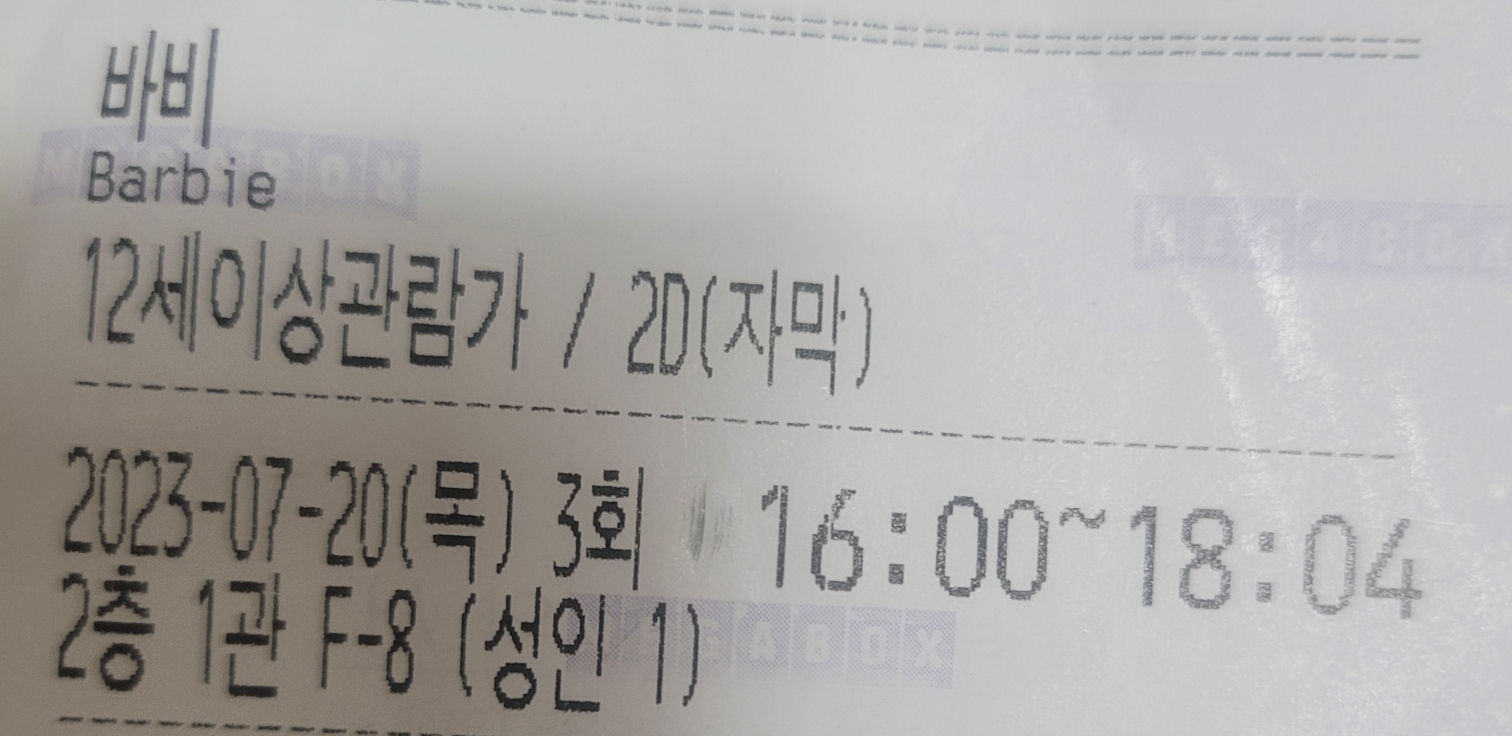 바비
Barbie
12세이상관람가 / 2D(자막)
2023-07-20(목) 3회 16:00~18:04
2층 1관 F-8 (성인 1)
MEGABOX